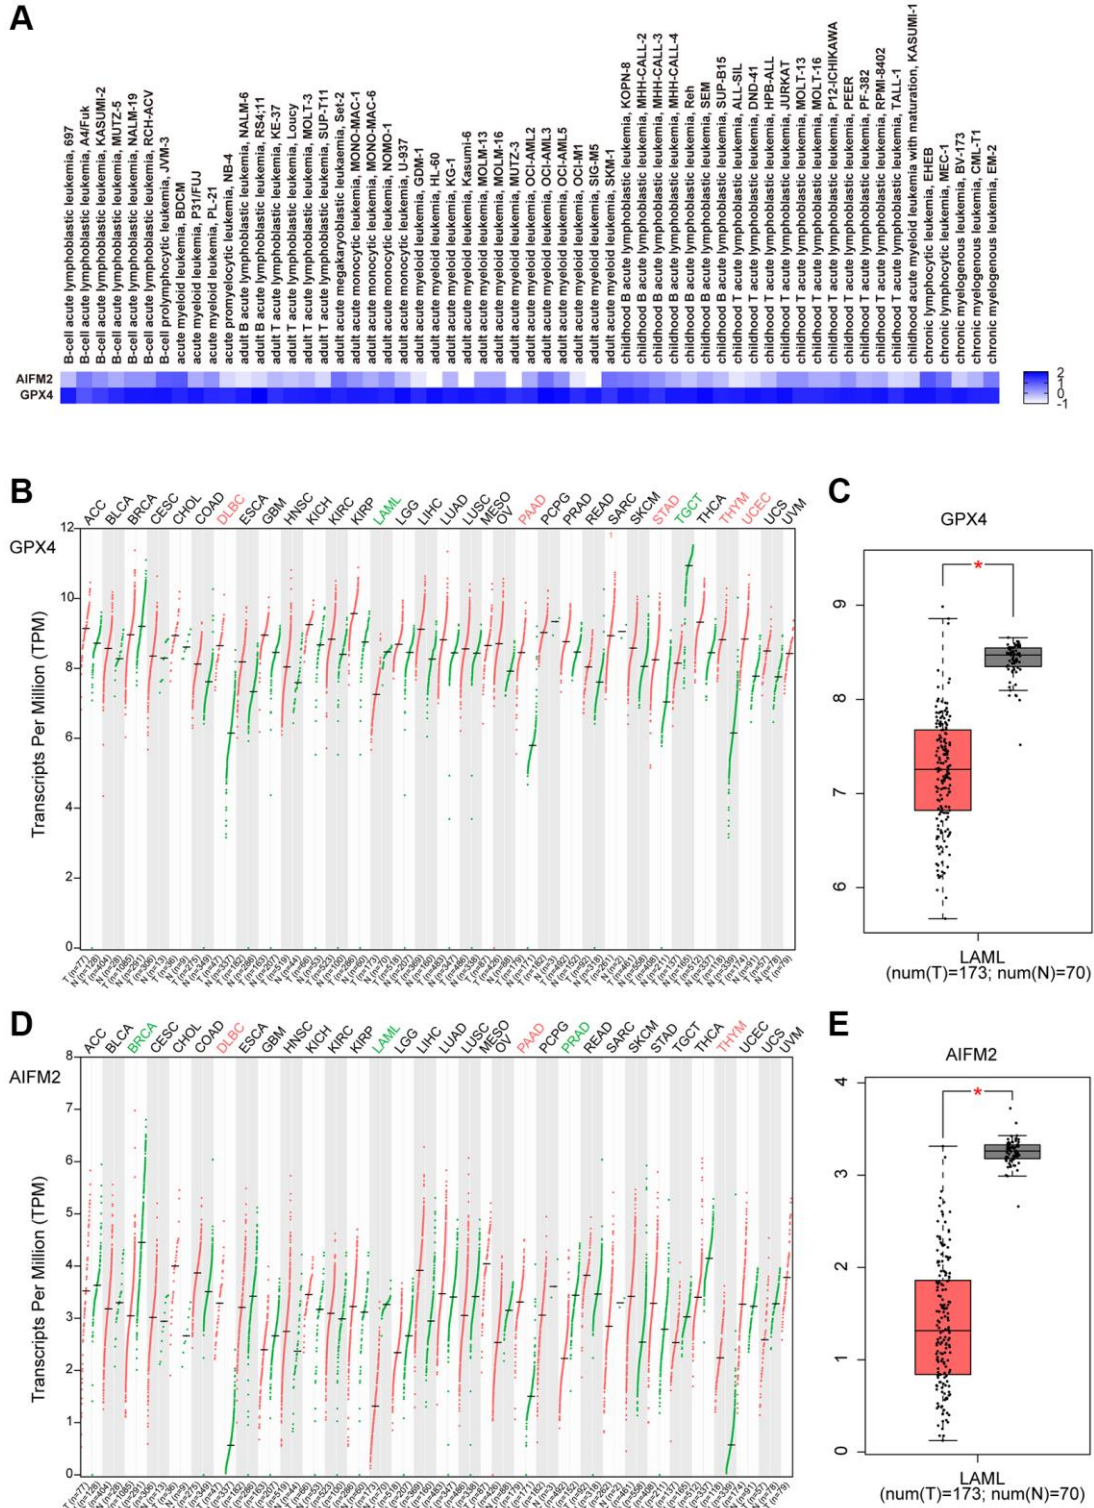 A
B-cell acute lymphoblastic leukemia, 697
B-cell acute lymphoblastic leukemia, A4/Fuk
B-cell acute lymphoblastic leukemia, KASUMI-2
B-cell acute lymphoblastic leukemia, MUTZ-5
B-cell acute lymphoblastic leukemia, NALM-19
B-cell acute lymphoblastic leukemia, RCH-ACV
B-cell prolymphocytic leukemia, JVM-3
acute myeloid leukemia, BDCM
acute myeloid leukemia, P31/FUJ
acute myeloid leukemia, PL-21
acute promyelocytic leukemia, NB-4
adult B acute lymphoblastic leukemia, NALM-6
adult B acute lymphoblastic leukemia, RS4;11
adult T acute lymphoblastic leukemia, KE-37
adult T acute lymphoblastic leukemia, Loucy
adult T acute lymphoblastic leukemia, MOLT-3
adult T acute lymphoblastic leukemia, SUP-T11
adult acute megakaryoblastic leukaemia, Set-2
adult acute monocytic leukemia, MONO-MAC-1
adult acute monocytic leukemia, MONO-MAC-6
adult acute monocytic leukemia, NOMO-1
adult acute monocytic leukemia, U-937
adult acute myeloid leukemia, GDM-1
adult acute myeloid leukemia, HL-60
adult acute myeloid leukemia, KG-1
adult acute myeloid leukemia, Kasumi-6
adult acute myeloid leukemia, MOLM-13
adult acute myeloid leukemia, MOLM-16
adult acute myeloid leukemia, MUTZ-3
adult acute myeloid leukemia, OCI-AML2
adult acute myeloid leukemia, OCI-AML3
adult acute myeloid leukemia, OCI-AML5
adult acute myeloid leukemia, OCI-M1
adult acute myeloid leukemia, SIG-M5
adult acute myeloid leukemia, SKM-1
childhood B acute lymphoblastic leukemia, KOPN-8
childhood B acute lymphoblastic leukemia, MHH-CALL-2
childhood B acute lymphoblastic leukemia, MHH-CALL-3
childhood B acute lymphoblastic leukemia, MHH-CALL-4
childhood B acute lymphoblastic leukemia, Reh
childhood B acute lymphoblastic leukemia, SEM
childhood B acute lymphoblastic leukemia, SUP-B15
childhood T acute lymphoblastic leukemia, ALL-SIL
childhood T acute lymphoblastic leukemia, DND-41
childhood T acute lymphoblastic leukemia, HPB-ALL
childhood T acute lymphoblastic leukemia, JURKAT
childhood T acute lymphoblastic leukemia, MOLT-13
childhood T acute lymphoblastic leukemia, MOLT-16
childhood T acute lymphoblastic leukemia, P12-ICHIKAWA
childhood T acute lymphoblastic leukemia, PEER
childhood T acute lymphoblastic leukemia, PF-382
childhood T acute lymphoblastic leukemia, RPMI-8402
childhood T acute lymphoblastic leukemia, TALL-1
childhood acute myeloid leukemia with maturation, KASUMI-1
chronic lymphocytic leukemia, EHEB
chronic lymphocytic leukemia, MEC-1
chronic myelogenous leukemia, BV-173
chronic myelogenous leukemia, CML-T1
chronic myelogenous leukemia, EM-2
AIFM2
GPX4
2
1
0
-1
B
ACC BLCA BRCA CESC CHOL COAD DLBC ESCA GBM HNSC KICH KIRC KIRP LAML LGG LIHC LUAD LUSC MESO OV PAAD PCPG PRAD READ SARC SKCM STAD TGCT THCA THYM UCEC UCS UVM
GPX4
Transcripts Per Million (TPM)
12
10
8
6
4
2
0
C
GPX4
*
9
8
7
6
LAML
(num(T)=173; num(N)=70)
D
ACC BLCA BRCA CESC CHOL COAD DLBC ESCA GBM HNSC KICH KIRC KIRP LAML LGG LIHC LUAD LUSC MESO OV PAAD PCPG PRAD READ SARC SKCM STAD TGCT THCA THYM UCEC UCS UVM
AIFM2
Transcripts Per Million (TPM)
8
7
6
5
4
3
2
1
0
E
AIFM2
*
4
3
2
1
0
LAML
(num(T)=173; num(N)=70)